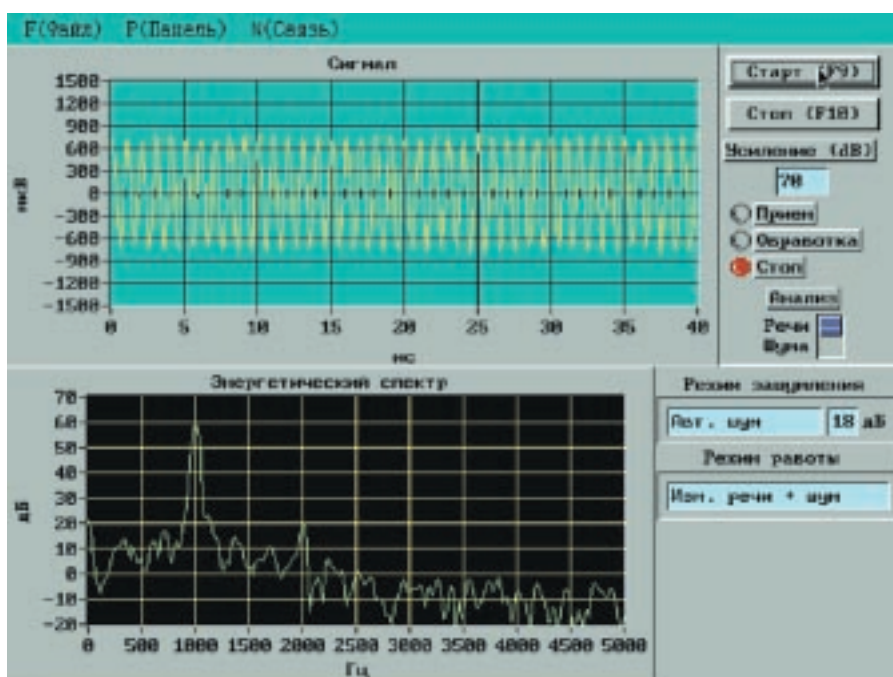 F(Файл) P(Панель) N(Связь)
Сигнал
1500
1200
900
600
300
0
-300
-600
-900
-1200
-1500
мкВ
0 5 10 15 20 25 30 35 40
мс
Старт (F9)
Стоп (F10)
Усиление (dB)
70
Прием
Обработка
Стоп
Анализ
Речи
Шума
Энергетический спектр
70
60
50
40
30
20
10
0
-10
-20
дБ
0 500 1000 1500 2000 2500 3000 3500 4000 4500 5000
Гц
Режим зашумления
Авт. шум 18 дБ
Режим работы
Изм. речи + шум